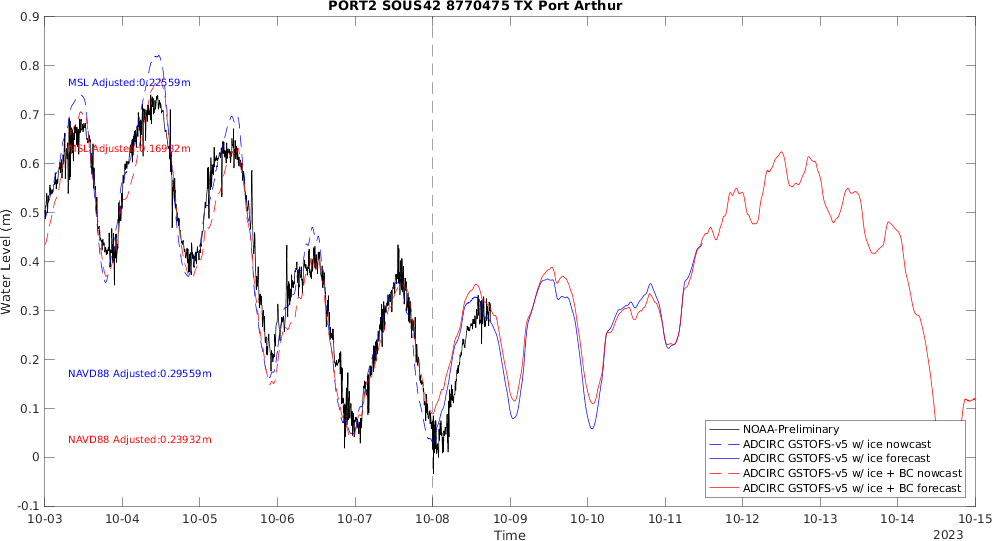 PORT2 SOUS42 8770475 TX Port Arthur
0.9
0.8
0.7
0.6
0.5
0.4
0.3
0.2
0.1
0
-0.1
Water Level (m)
MSL Adjusted:0.22559m
MSL Adjusted:0.16932m
NAVD88 Adjusted:0.29559m
NAVD88 Adjusted:0.23932m
NOAA-Preliminary
ADCIRC GSTOFS-v5 w/ ice nowcast
ADCIRC GSTOFS-v5 w/ ice forecast
ADCIRC GSTOFS-v5 w/ ice + BC nowcast
ADCIRC GSTOFS-v5 w/ ice + BC forecast
10-03 10-04 10-05 10-06 10-07 10-08 10-09 10-10 10-11 10-12 10-13 10-14 10-15
Time
2023